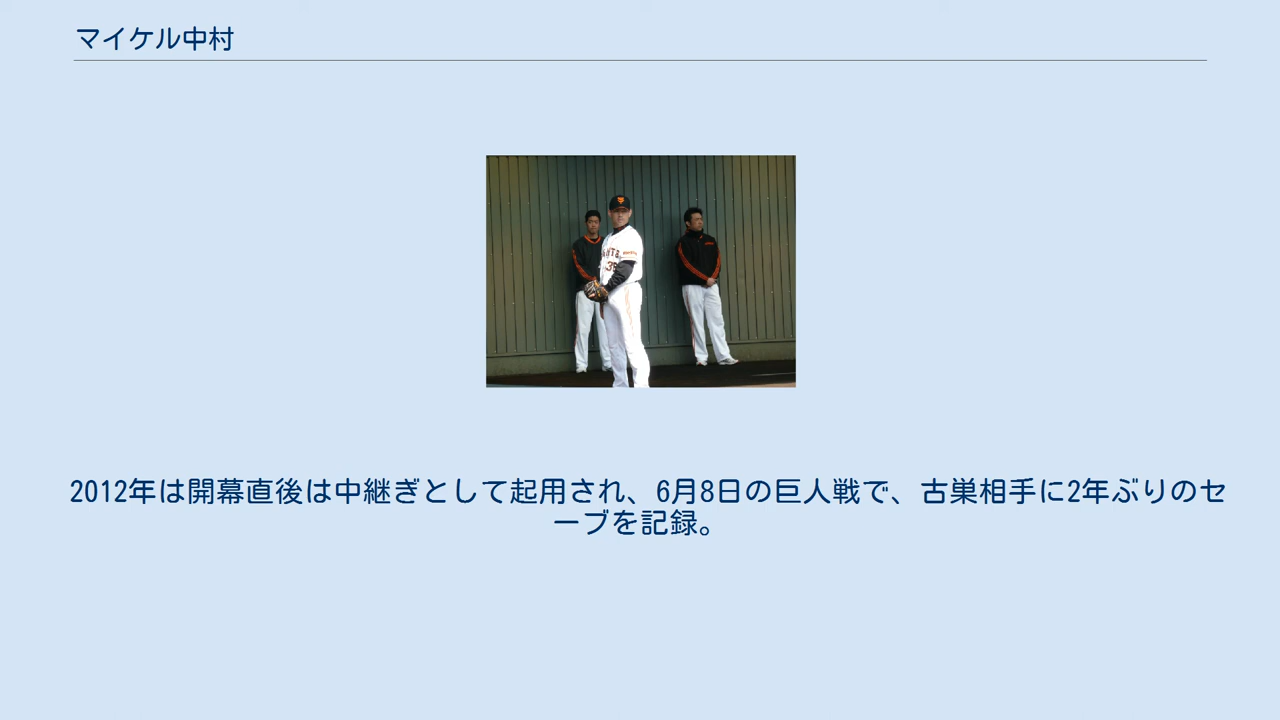 マイケル中村
2012年は開幕直後は中継ぎとして起用され、6月8日の巨人戦で、古巣相手に2年ぶりのセ
ーブを記録。